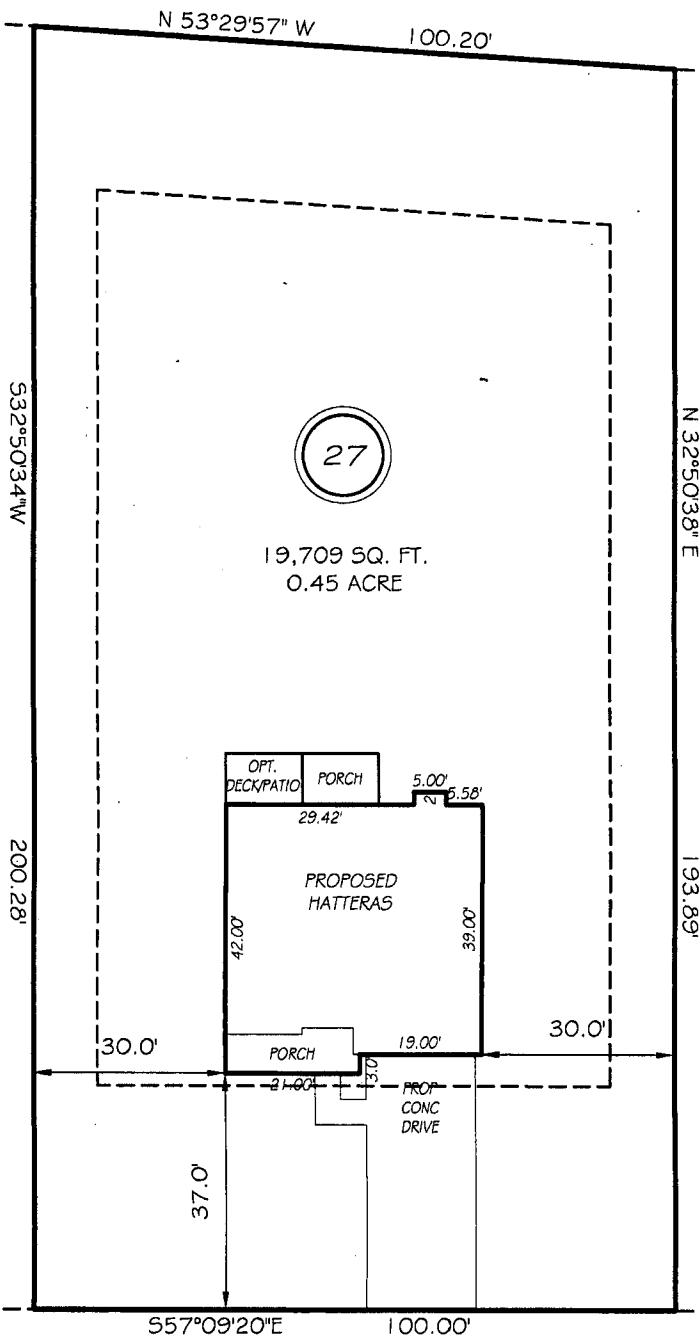 N 53°29'57" W 100.20'
S32°50'34"W
N 32°50'38" E
27
19,709 SQ. FT.
0.45 ACRE
OPT.
DECK/PATIO
PORCH
5.00'
2
5.58'
29.42'
PROPOSED
HATTERAS
200.28'
193.89'
42.00'
39.00'
19.00'
30.0'
30.0'
PORCH
21.00'
3.0'
PROP
CONC
DRIVE
37.0'
S57°09'20"E 100.00'